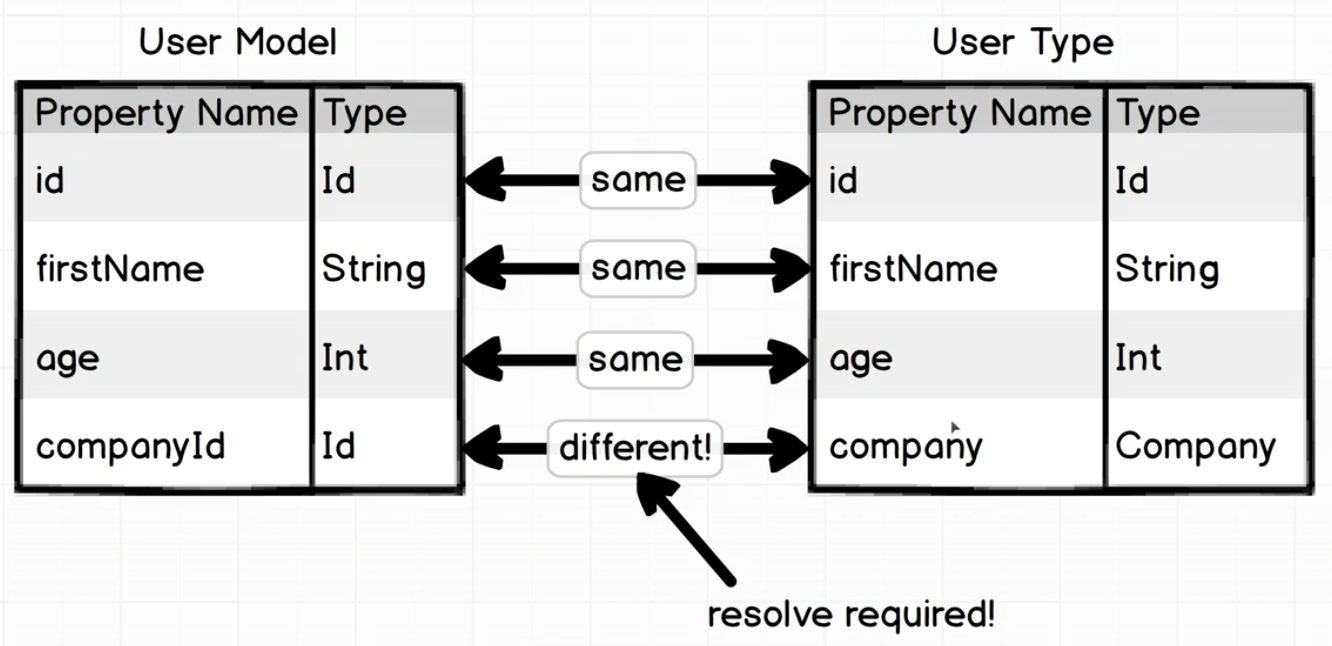 User Model
User Type
Property Name Type
Property Name Type
id Id
same
id Id
firstName String
same
firstName String
age Int
same
age Int
companyId Id
different!
company Company
resolve required!